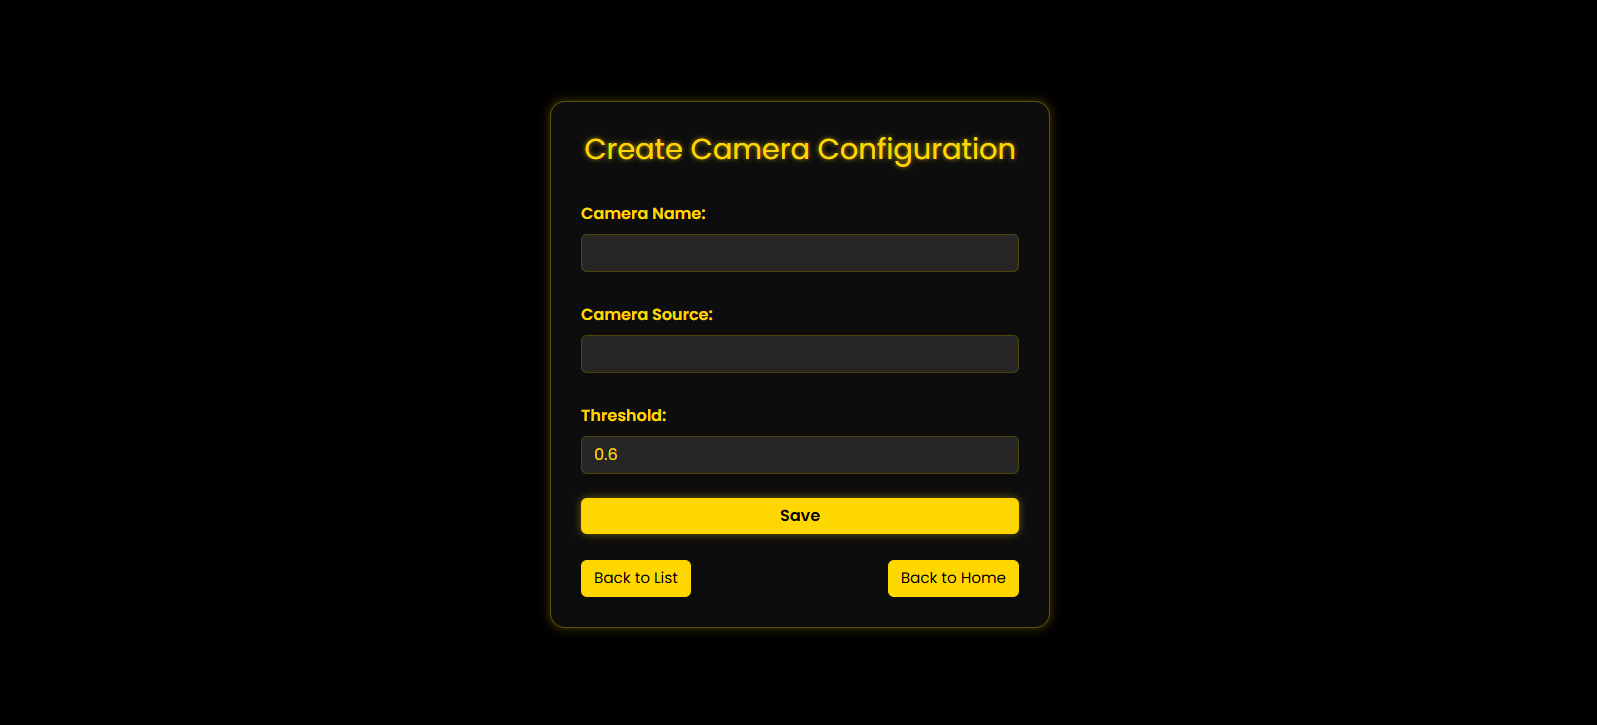 Create Camera Configuration
Camera Name:
Camera Source:
Threshold:
0.6
Save
Back to List
Back to Home